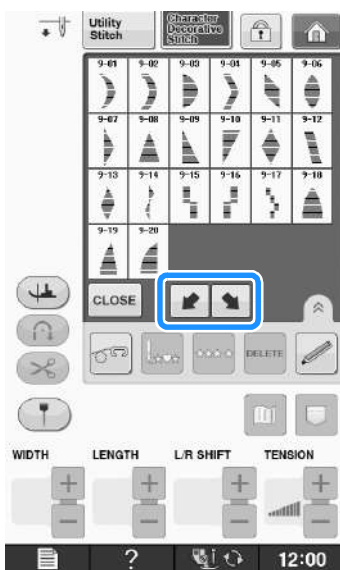 Utility
Stitch
Character
Decorative
Stitch
9-01 9-02 9-03 9-04 9-05 9-06
9-07 9-08 9-09 9-10 9-11 9-12
9-13 9-14 9-15 9-16 9-17 9-18
9-19 9-20
CLOSE
DELETE
WIDTH LENGTH L/R SHIFT TENSION
+ + + +
− − − −
? 12:00